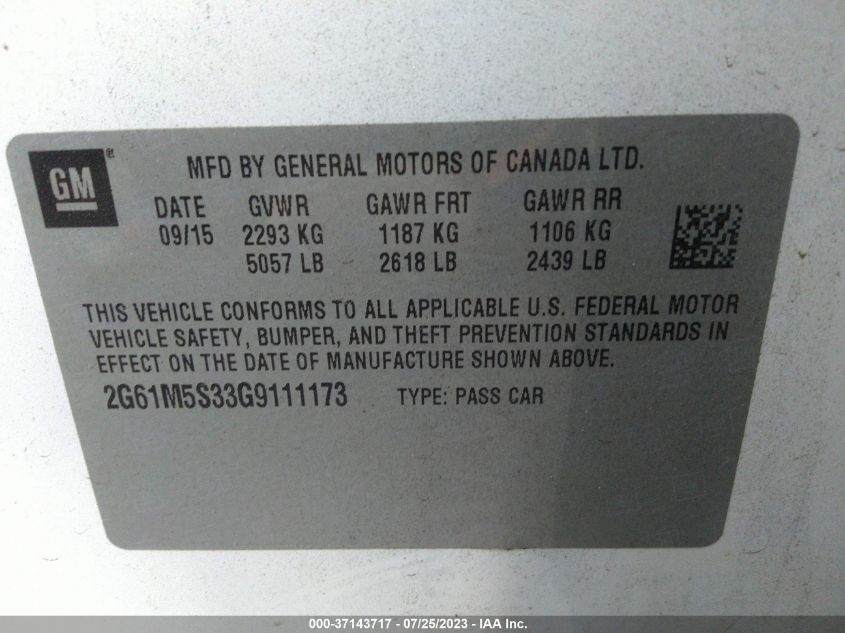 GM®
MFD BY GENERAL MOTORS OF CANADA LTD.
DATE GVWR GAWR FRT GAWR RR
09/15 2293 KG 1187 KG 1106 KG
5057 LB 2618 LB 2439 LB
THIS VEHICLE CONFORMS TO ALL APPLICABLE U.S. FEDERAL MOTOR
VEHICLE SAFETY, BUMPER, AND THEFT PREVENTION STANDARDS IN
EFFECT ON THE DATE OF MANUFACTURE SHOWN ABOVE.
2G61M5S33G9111173 TYPE: PASS CAR
000-37143717 - 07/25/2023 - IAA Inc.